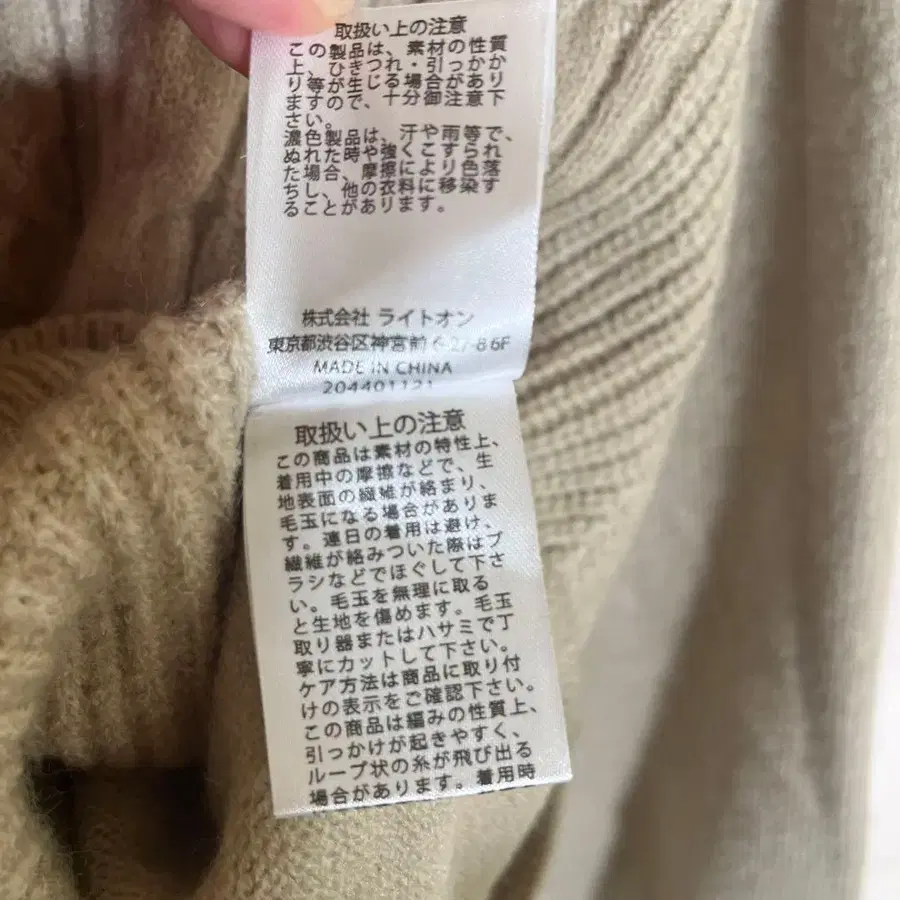 取扱い上の注意
この製品は、素材の性質
上、ひきつれ・引っかか
り等が生じる場合があり
ますので、十分御注意下
さい。
濃色製品は、汗や雨等で、
ぬれた時や強くこすられ
た場合、摩擦により色落
ちし、他の衣料に移染す
ることがあります。
株式会社 ライトオン
東京都渋谷区神宮前 6-27-8 6F
MADE IN CHINA
204401121
取扱い上の注意
この商品は素材の特性上、
着用中の摩擦などで、生
地表面の繊維が絡まり、
毛玉になる場合がありま
す。連日の着用は避け、
繊維が絡みついた際はブ
ラシなどでほぐして下さ
い。毛玉を無理に取る
と生地を傷めます。毛玉
取り器またはハサミで丁
寧にカットして下さい。
ケア方法は商品に取り付
けの表示をご確認下さい。
この商品は編みの性質上、
引っかけが起きやすく、
ループ状の糸が飛び出る
場合があります。着用時